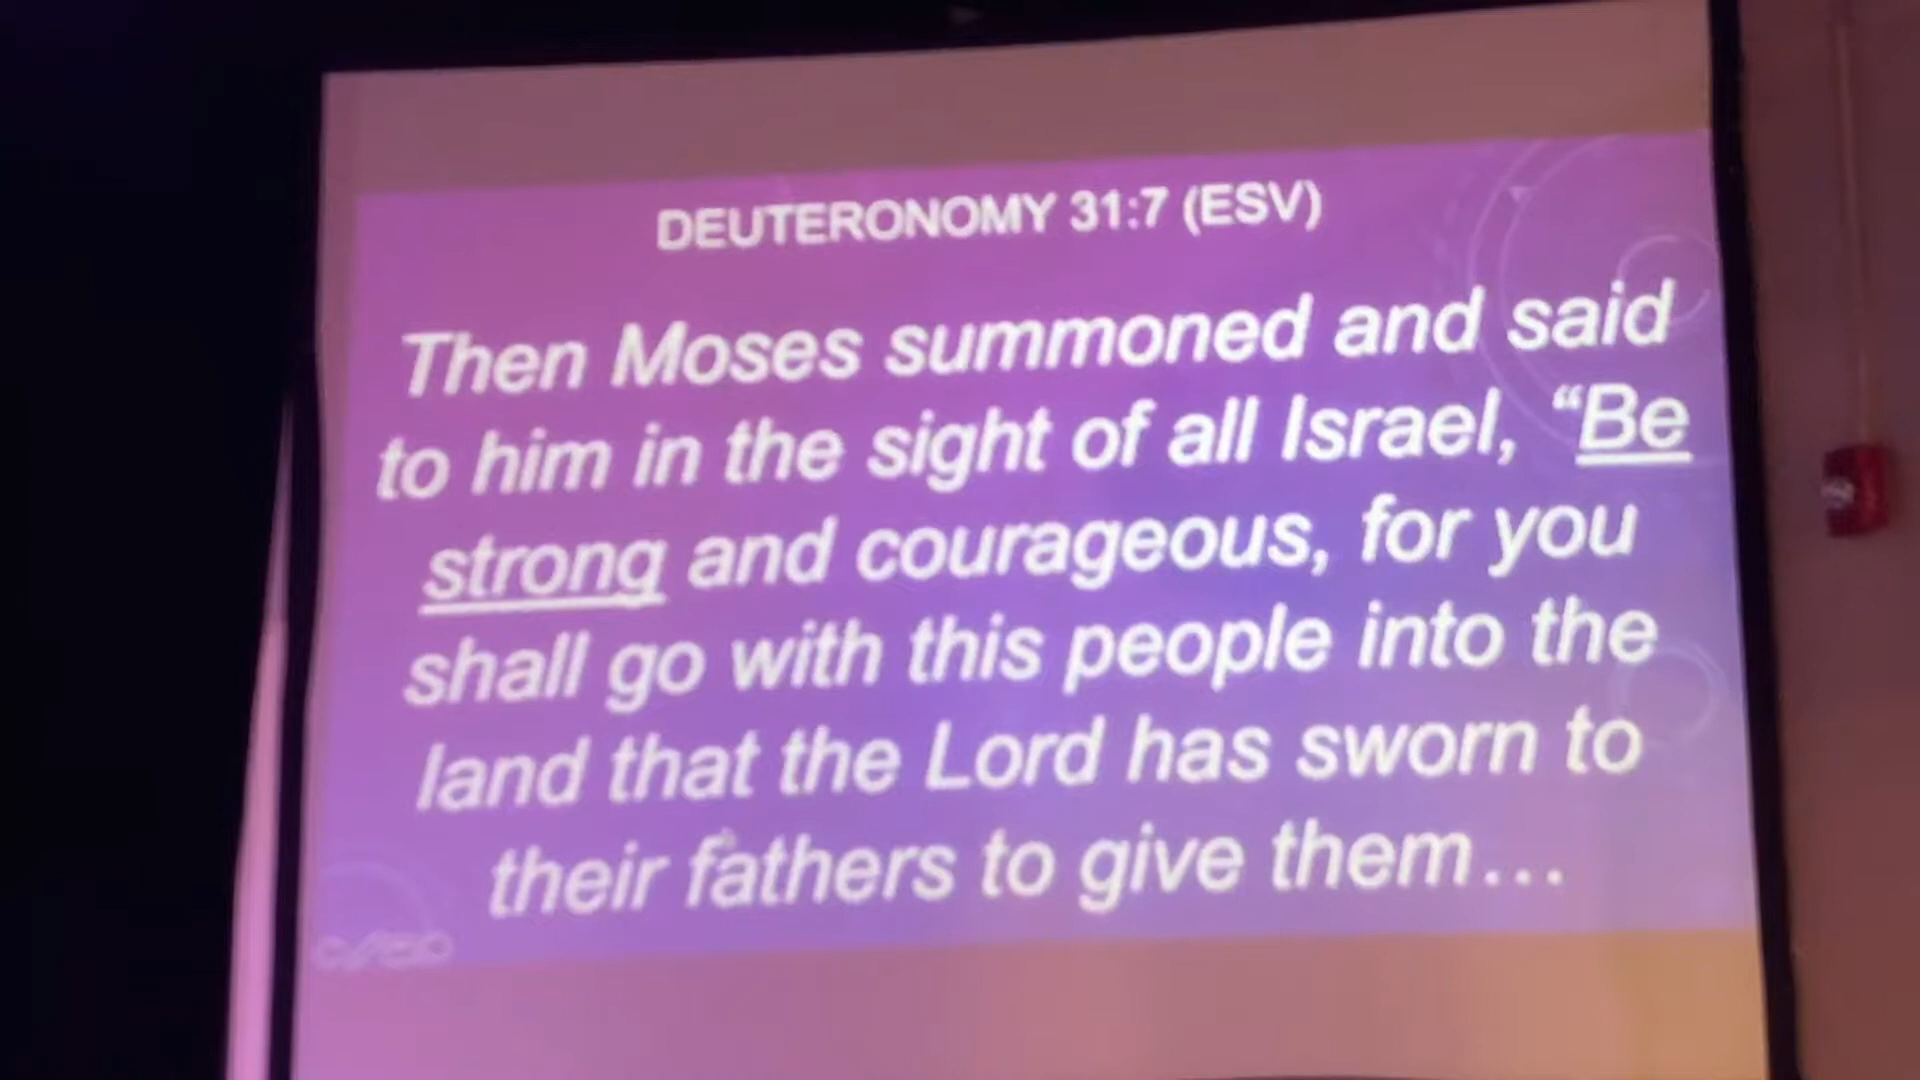 DEUTERONOMY 31:7 (ESV)
Then Moses summoned and said
to him in the sight of all Israel, “Be
strong and courageous, for you
shall go with this people into the
land that the Lord has sworn to
their fathers to give them...